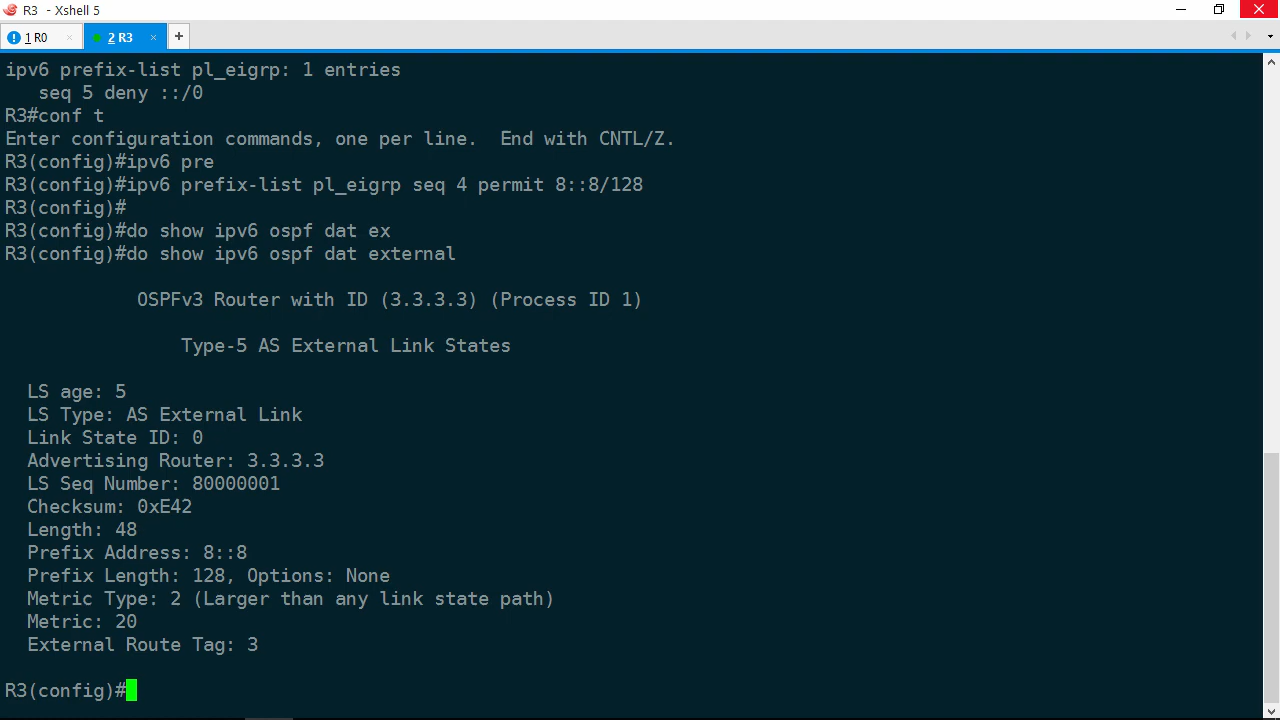 R3 - Xshell 5
1 R0 × 2 R3 × +
ipv6 prefix-list pl_eigrp: 1 entries
seq 5 deny ::/0
R3#conf t
Enter configuration commands, one per line. End with CNTL/Z.
R3(config)#ipv6 pre
R3(config)#ipv6 prefix-list pl_eigrp seq 4 permit 8::8/128
R3(config)#
R3(config)#do show ipv6 ospf dat ex
R3(config)#do show ipv6 ospf dat external
OSPFv3 Router with ID (3.3.3.3) (Process ID 1)
Type-5 AS External Link States
LS age: 5
LS Type: AS External Link
Link State ID: 0
Advertising Router: 3.3.3.3
LS Seq Number: 80000001
Checksum: 0xE42
Length: 48
Prefix Address: 8::8
Prefix Length: 128, Options: None
Metric Type: 2 (Larger than any link state path)
Metric: 20
External Route Tag: 3
R3(config)#